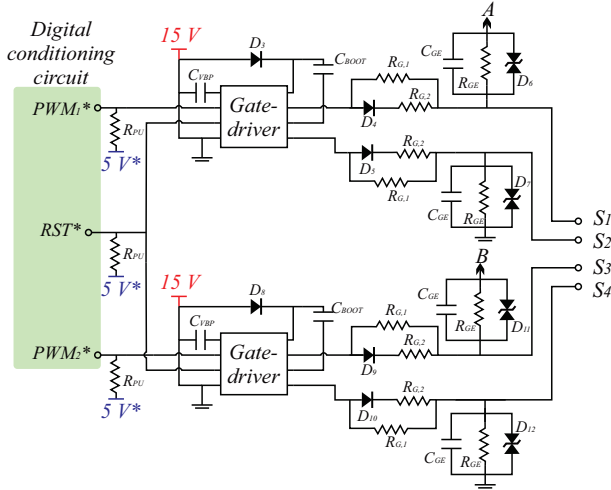 Digital
conditioning
circuit
PWM1*
RPU
5 V*
RST*
RPU
5 V*
PWM2*
RPU
5 V*
15 V
CVBP
D3
CBOOT
Gate-
driver
RG,1
D4
RG,2
D5
RG,2
RG,1
A
CGE
RGE
D6
CGE
RGE
D7
S1
S2
S3
S4
15 V
CVBP
D8
CBOOT
Gate-
driver
RG,1
D9
RG,2
D10
RG,2
RG,1
B
CGE
RGE
D11
CGE
RGE
D12